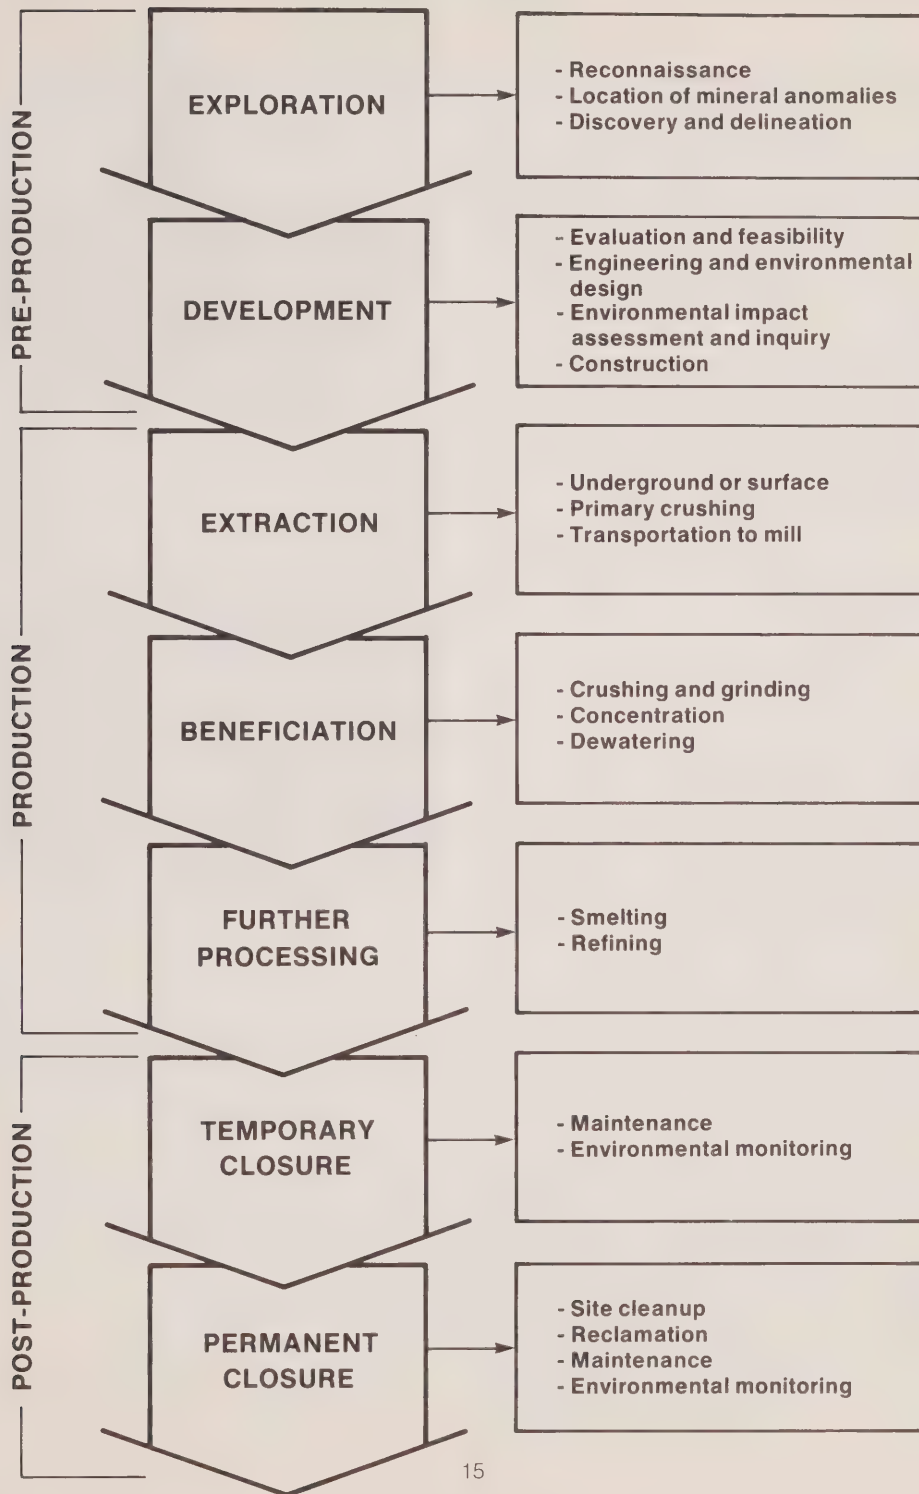 PRE-PRODUCTION
EXPLORATION
- Reconnaissance
- Location of mineral anomalies
- Discovery and delineation
DEVELOPMENT
- Evaluation and feasibility
- Engineering and environmental
design
- Environmental impact
assessment and inquiry
- Construction
PRODUCTION
EXTRACTION
- Underground or surface
- Primary crushing
- Transportation to mill
BENEFICIATION
- Crushing and grinding
- Concentration
- Dewatering
FURTHER
PROCESSING
- Smelting
- Refining
POST-PRODUCTION
TEMPORARY
CLOSURE
- Maintenance
- Environmental monitoring
PERMANENT
CLOSURE
- Site cleanup
- Reclamation
- Maintenance
- Environmental monitoring
15